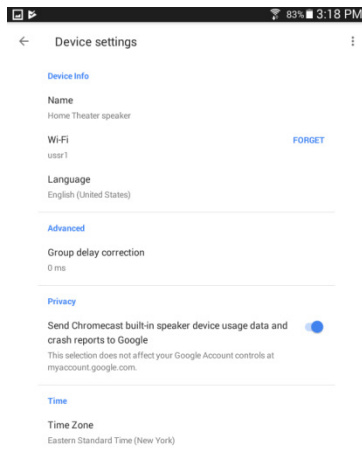 83% 3:18 PM
Device settings
Device Info
Name
Home Theater speaker
Wi-Fi
FORGET
ussr1
Language
English (United States)
Advanced
Group delay correction
0 ms
Privacy
Send Chromecast built-in speaker device usage data and
crash reports to Google
This selection does not affect your Google Account controls at
myaccount.google.com.
Time
Time Zone
Eastern Standard Time (New York)